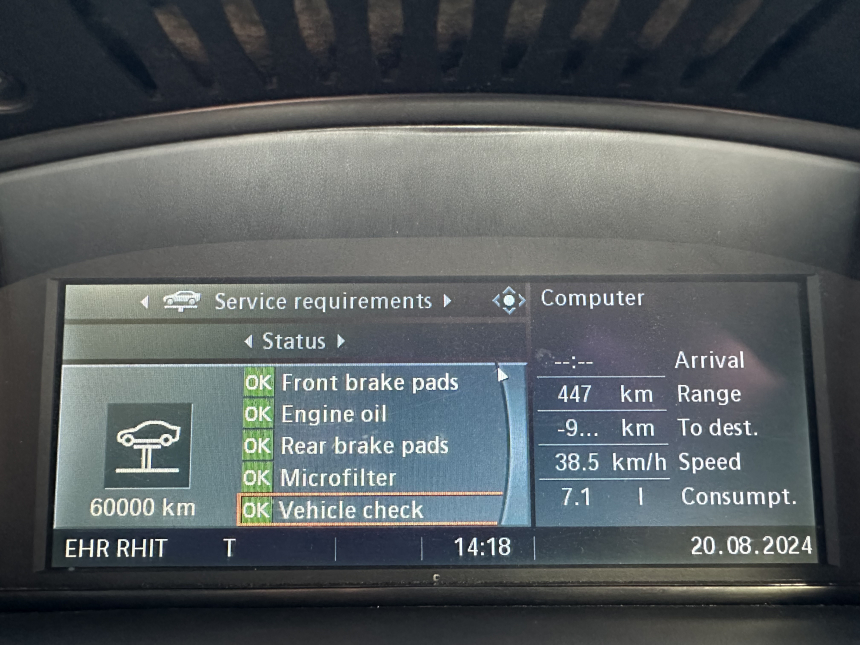 Service requirements
Status
OK Front brake pads
OK Engine oil
OK Rear brake pads
OK Microfilter
OK Vehicle check
60000 km
Computer
--:-- Arrival
447 km Range
-9... km To dest.
38.5 km/h Speed
7.1 l Consumpt.
EHR RHIT T 14:18 20.08.2024